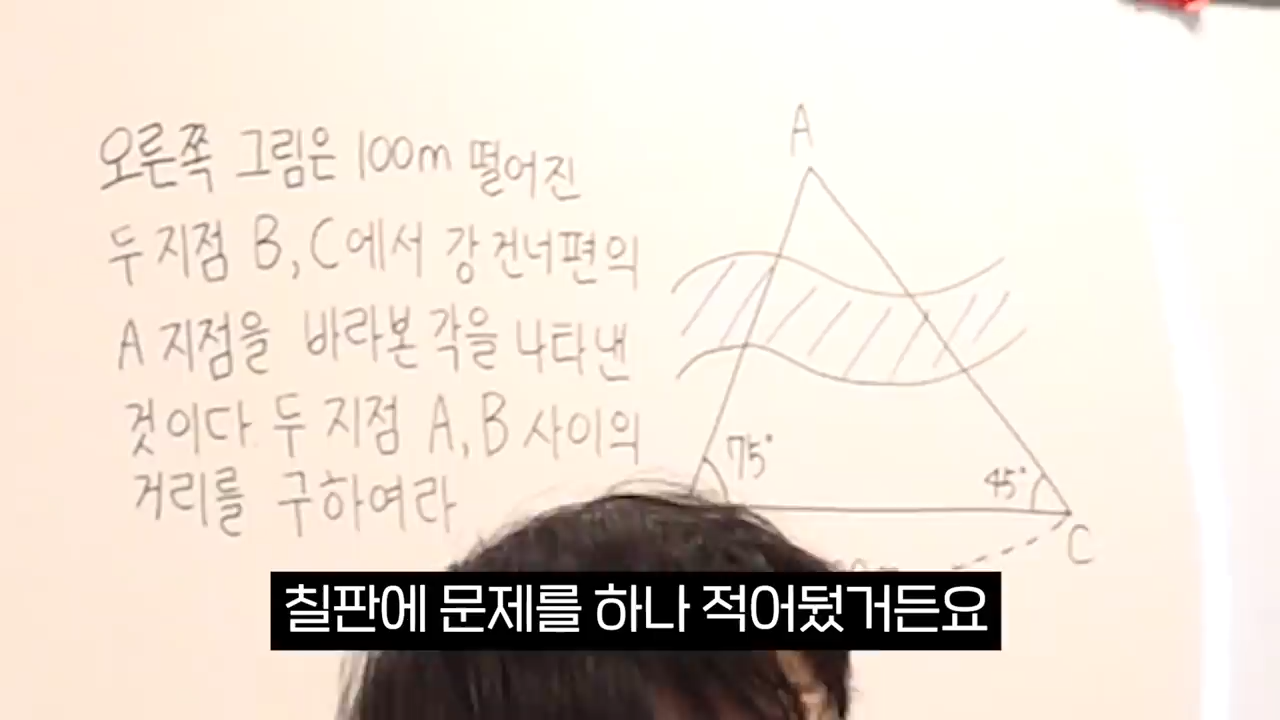 오른쪽 그림은 100m 떨어진
두 지점 B, C에서 강 건너편의
A 지점을 바라본 각을 나타낸
것이다. 두 지점 A, B 사이의
거리를 구하여라
A
75°
45°
C
칠판에 문제를 하나 적어뒀거든요